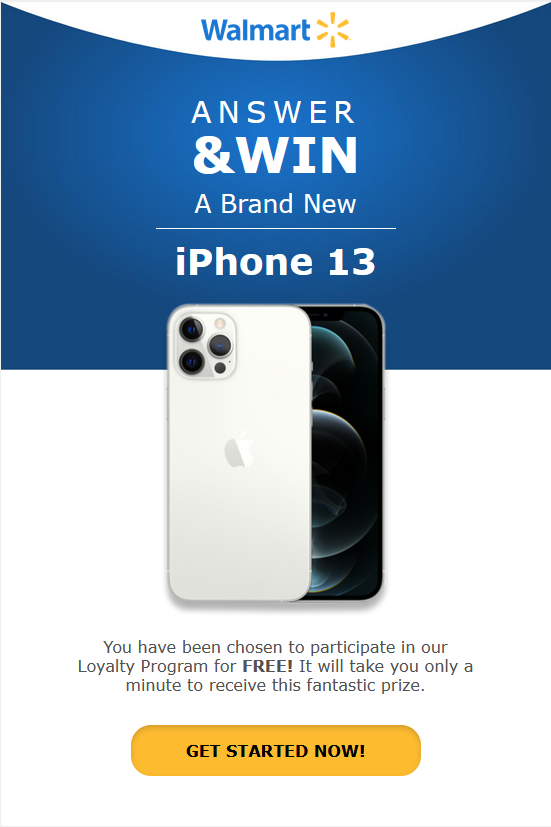 Walmart
ANSWER
&WIN
A Brand New
iPhone 13
You have been chosen to participate in our
Loyalty Program for FREE! It will take you only a
minute to receive this fantastic prize.
GET STARTED NOW!